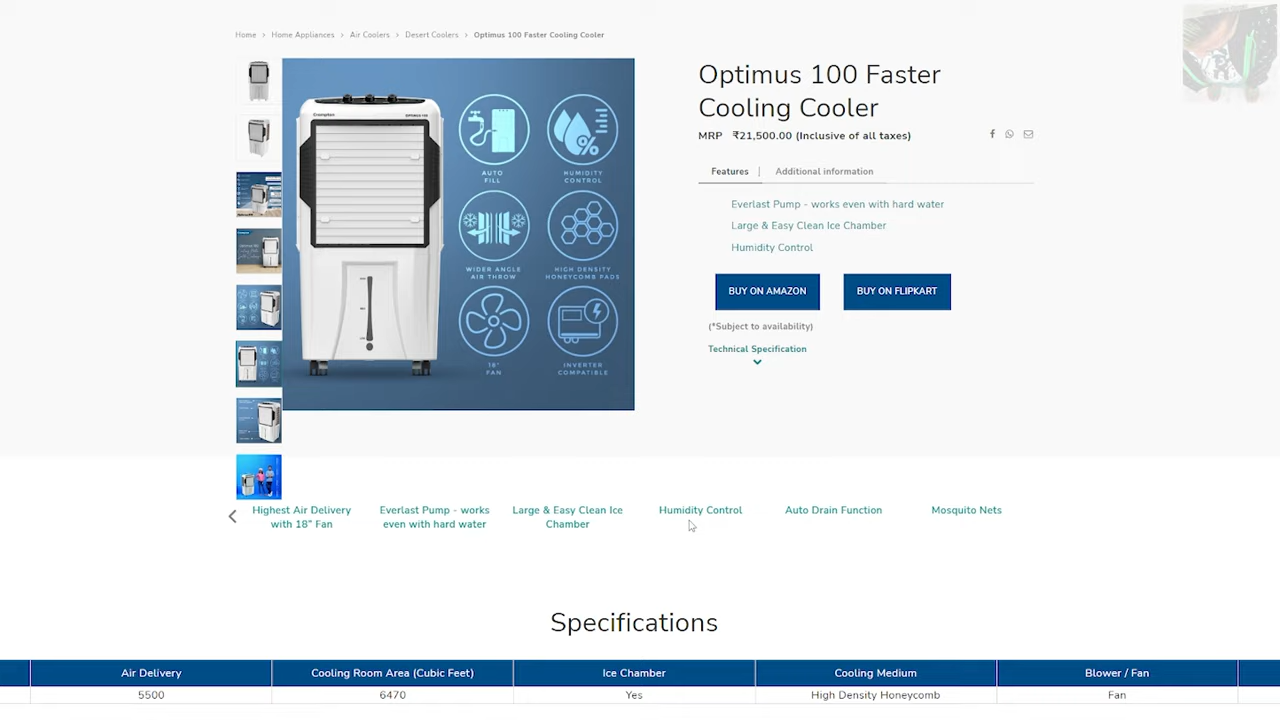 Home > Home Appliances > Air Coolers > Desert Coolers > Optimus 100 Faster Cooling Cooler
Crompton
OPTIMUS 100
AUTO
FILL
HUMIDITY
CONTROL
WIDER ANGLE
AIR THROW
HIGH DENSITY
HONEYCOMB PADS
18"
FAN
INVERTER
COMPATIBLE
Optimus 100 Faster
Cooling Cooler
MRP ₹21,500.00 (Inclusive of all taxes)
Features | Additional information
Everlast Pump - works even with hard water
Large & Easy Clean Ice Chamber
Humidity Control
BUY ON AMAZON
BUY ON FLIPKART
(*Subject to availability)
Technical Specification
Highest Air Delivery
with 18" Fan
Everlast Pump - works
even with hard water
Large & Easy Clean Ice
Chamber
Humidity Control
Auto Drain Function
Mosquito Nets
Specifications
Air Delivery Cooling Room Area (Cubic Feet) Ice Chamber Cooling Medium Blower / Fan
5500 6470 Yes High Density Honeycomb Fan